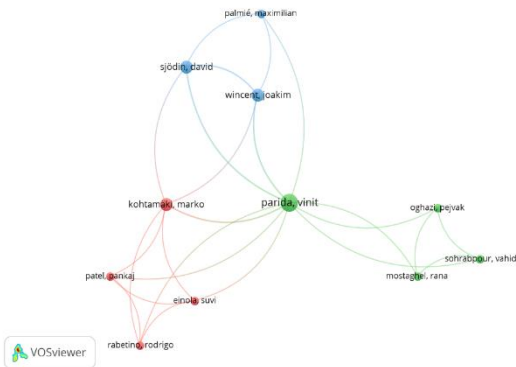 palmié, maximilian
sjödin, david
wincent, joakim
kohtamäki, marko
parida, vinit
oghazi, pejvak
sohrabpour, vahid
mostaghel, rana
patel, pankaj
einola, suvi
rabetino, rodrigo
VOSviewer